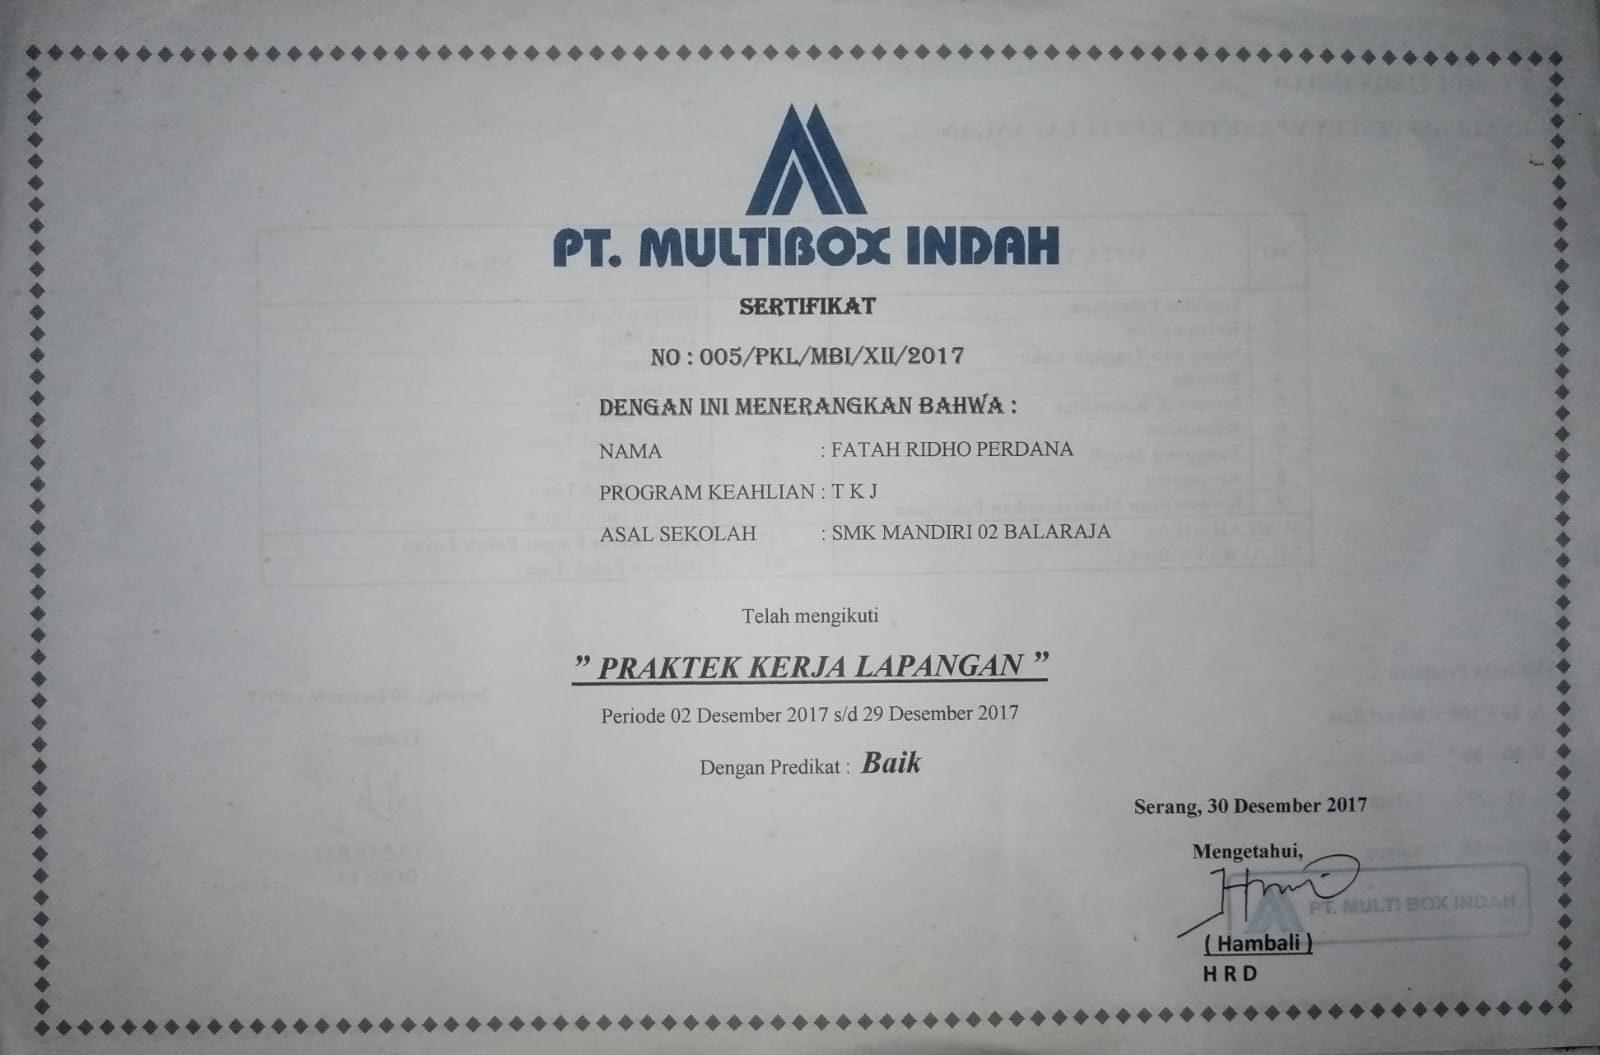 PT. MULTIBOX INDAH
SERTIFIKAT
NO : 005/PKL/MBI/XII/2017
DENGAN INI MENERANGKAN BAHWA :
NAMA : FATAH RIDHO PERDANA
PROGRAM KEAHLIAN : T K J
ASAL SEKOLAH : SMK MANDIRI 02 BALARAJA
Telah mengikuti
” PRAKTEK KERJA LAPANGAN ”
Periode 02 Desember 2017 s/d 29 Desember 2017
Dengan Predikat : Baik
Serang, 30 Desember 2017
Mengetahui,
PT. MULTI BOX INDAH
( Hambali )
H R D